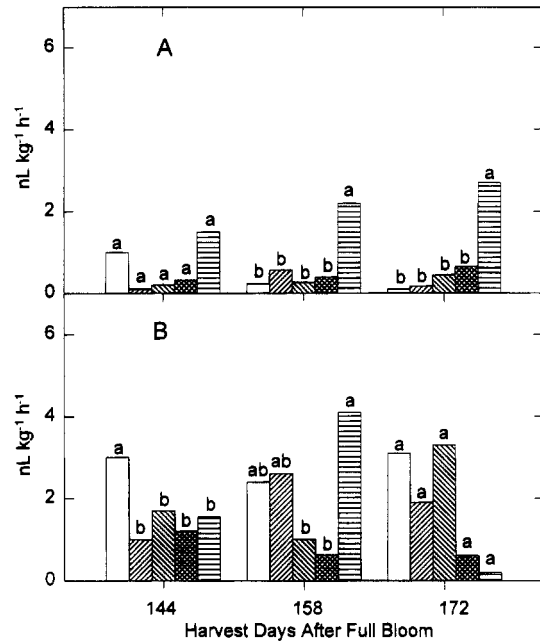 A
6
4
2
0
nL kg⁻¹ h⁻¹
a a a a a
b b b b a
b b b b a
B
6
4
2
0
nL kg⁻¹ h⁻¹
a b b b b
ab ab b b a
a a a a a
144 158 172
Harvest Days After Full Bloom